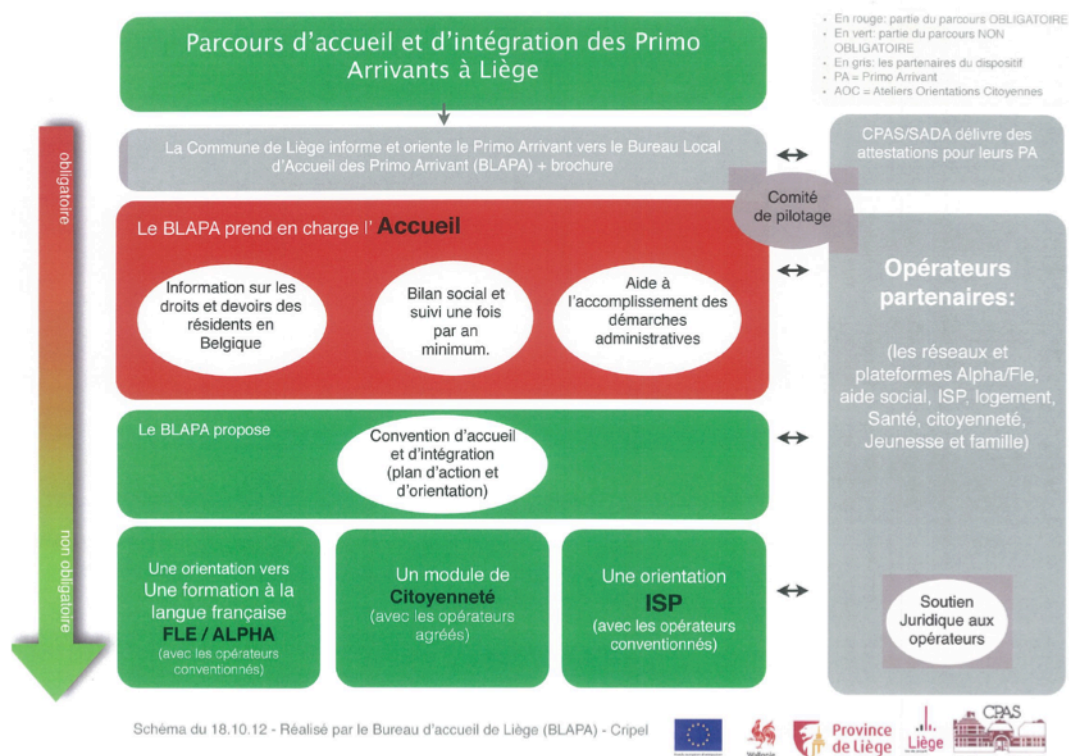 Parcours d'accueil et d'intégration des Primo
Arrivants à Liège
• En rouge: partie du parcours OBLIGATOIRE
• En vert: partie du parcours NON
OBLIGATOIRE
• En gris: les partenaires du dispositif
• PA = Primo Arrivant
• AOC = Ateliers Orientations Citoyennes
obligatoire
non obligatoire
La Commune de Liège informe et oriente le Primo Arrivant vers le Bureau Local
d'Accueil des Primo Arrivant (BLAPA) + brochure
CPAS/SADA délivre des
attestations pour leurs PA
Comité
de pilotage
Le BLAPA prend en charge l' Accueil
Information sur les
droits et devoirs des
résidents en
Belgique
Bilan social et
suivi une fois
par an
minimum.
Aide à
l'accomplissement des
démarches
administratives
Opérateurs
partenaires:
(les réseaux et
plateformes Alpha/Fle,
aide social, ISP, logement,
Santé, citoyenneté,
Jeunesse et famille)
Le BLAPA propose
Convention d'accueil
et d'intégration
(plan d'action et
d'orientation)
Une orientation vers
Une formation à la
langue française
FLE / ALPHA
(avec les opérateurs
conventionnés)
Un module de
Citoyenneté
(avec les opérateurs
agréés)
Une orientation
ISP
(avec les opérateurs
conventionnés)
Soutien
Juridique aux
opérateurs
Schéma du 18.10.12 - Réalisé par le Bureau d'accueil de Liège (BLAPA) - Cripel
Wallonie
Province
de Liège
Liège
CPAS